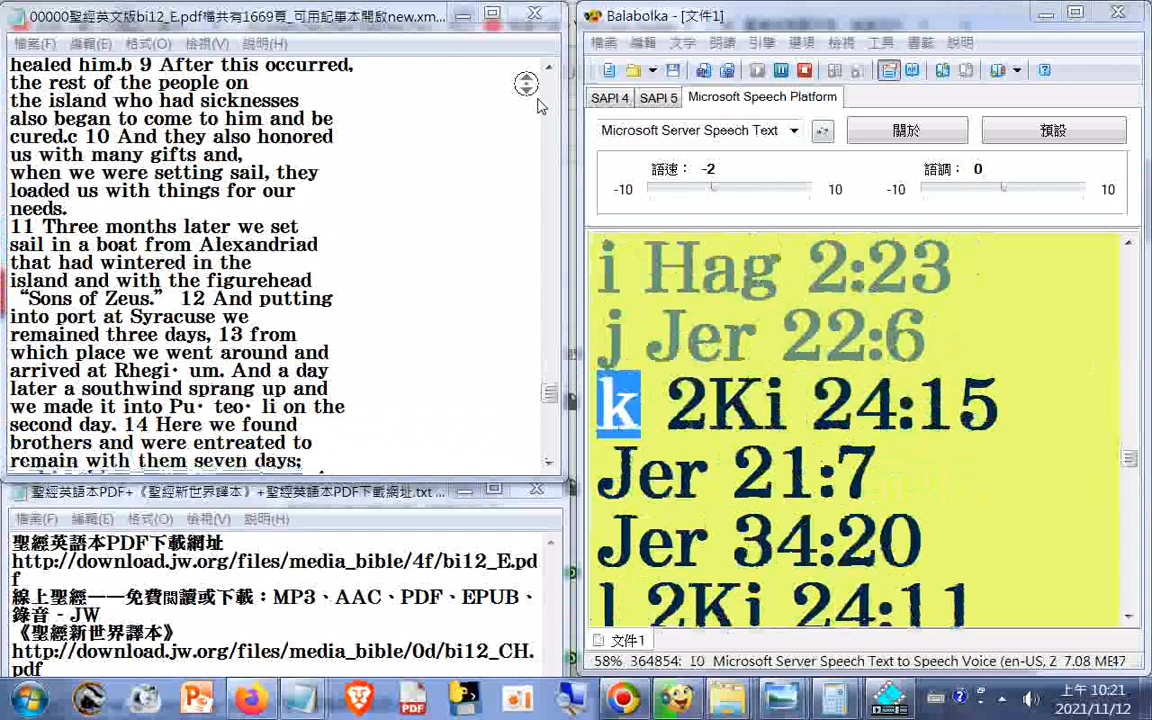 00000聖經英文版bi12_E.pdf檔共有1669頁_可用記事本開啟new.xm...
檔案(F) 編輯(E) 格式(O) 檢視(V) 說明(H)
healed him.b 9 After this occurred,
the rest of the people on
the island who had sicknesses
also began to come to him and be
cured.c 10 And they also honored
us with many gifts and,
when we were setting sail, they
loaded us with things for our
needs.
11 Three months later we set
sail in a boat from Alexandriad
that had wintered in the
island and with the figurehead
“Sons of Zeus.” 12 And putting
into port at Syracuse we
remained three days, 13 from
which place we went around and
arrived at Rhegi· um. And a day
later a southwind sprang up and
we made it into Pu· teo· li on the
second day. 14 Here we found
brothers and were entreated to
remain with them seven days;
聖經英語本PDF+《聖經新世界譯本》+聖經英語本PDF下載網址.txt ...
檔案(F) 編輯(E) 格式(O) 檢視(V) 說明(H)
聖經英語本PDF下載網址
http://download.jw.org/files/media_bible/4f/bi12_E.pd
f
線上聖經——免費閱讀或下載：MP3、AAC、PDF、EPUB、
錄音 - JW
《聖經新世界譯本》
http://download.jw.org/files/media_bible/0d/bi12_CH.
pdf
Balabolka - [文件1]
檔案 編輯 文字 朗讀 引擎 選項 檢視 工具 書籤 說明
SAPI 4 SAPI 5 Microsoft Speech Platform
Microsoft Server Speech Text 關於 預設
語速： -2 語調： 0
-10 10 -10 10
i Hag 2:23
j Jer 22:6
k 2Ki 24:15
Jer 21:7
Jer 34:20
l 2Ki 24:11
文件1
58% 364854: 10 Microsoft Server Speech Text to Speech Voice (en-US, Z 7.08 ME47
上午 10:21
2021/11/12